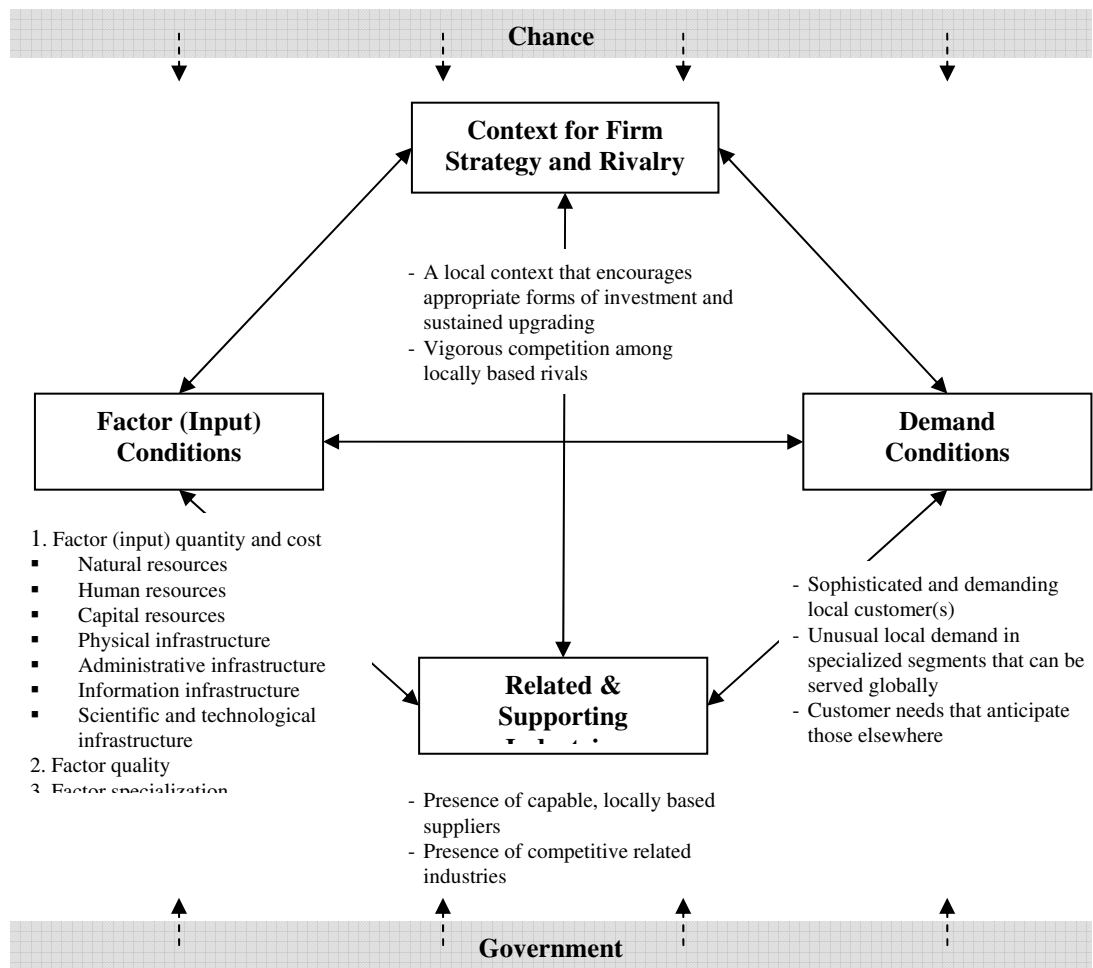 Chance
Context for Firm
Strategy and Rivalry
- A local context that encourages
appropriate forms of investment and
sustained upgrading
- Vigorous competition among
locally based rivals
Factor (Input)
Conditions
Demand
Conditions
1. Factor (input) quantity and cost
▪ Natural resources
▪ Human resources
▪ Capital resources
▪ Physical infrastructure
▪ Administrative infrastructure
▪ Information infrastructure
▪ Scientific and technological
infrastructure
2. Factor quality
3. Factor specialization
- Sophisticated and demanding
local customer(s)
- Unusual local demand in
specialized segments that can be
served globally
- Customer needs that anticipate
those elsewhere
Related &
Supporting
- Presence of capable, locally based
suppliers
- Presence of competitive related
industries
Government